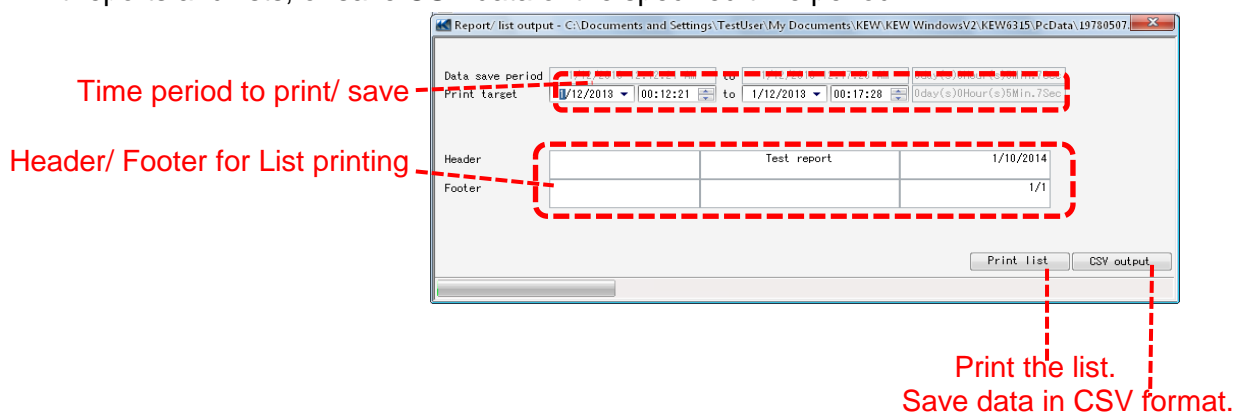 Report/ list output - C:\Documents and Settings\TestUser\My Documents\KEW\KEW WindowsV2\KEW6315\PcData\19780507.
Data save period to
Time period to print/ save
Print target 1/12/2013 00:12:21 to 1/12/2013 00:17:28 0day(s)0Hour(s)5Min.7Sec
Header/ Footer for List printing
Header Test report 1/10/2014
Footer 1/1
Print list CSV output
Print the list.
Save data in CSV format.